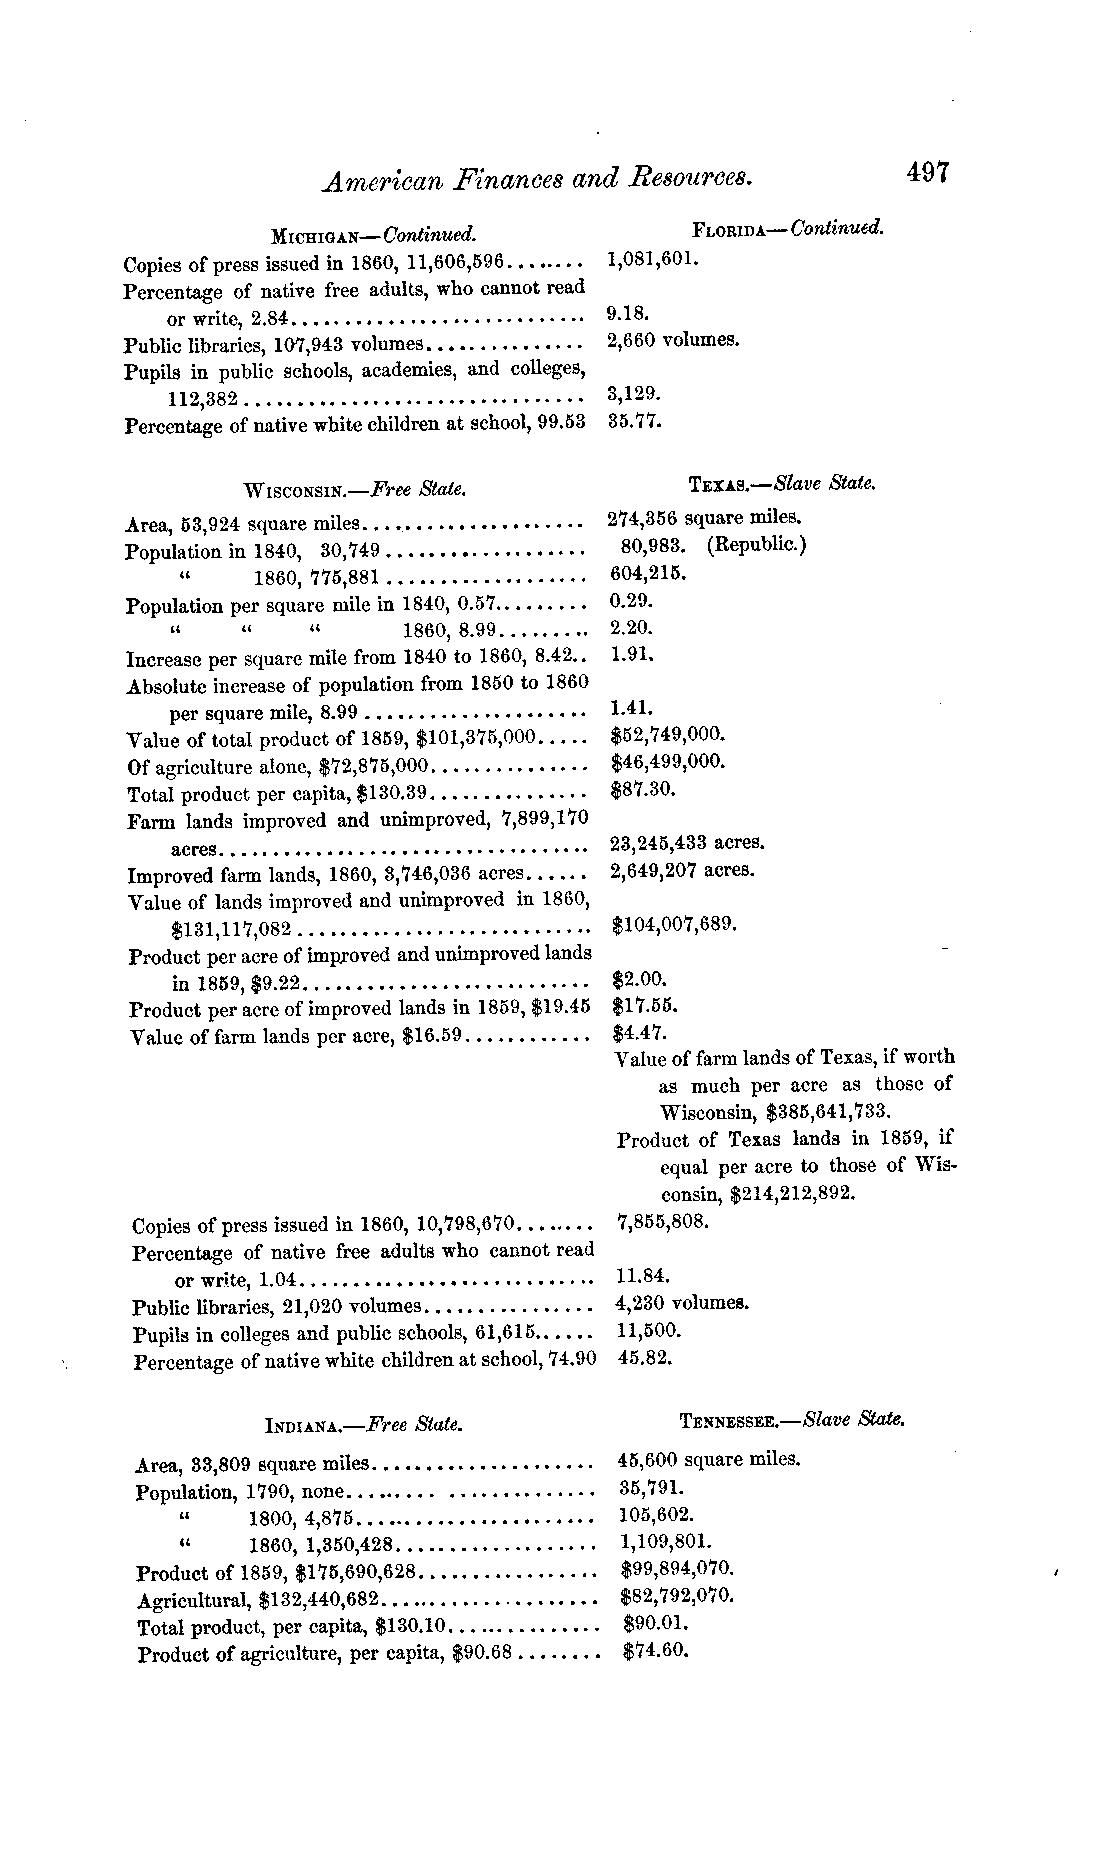 American Finances and Resources. 497
MICHIGAN—Continued. FLORIDA—Continued.
Copies of press issued in 1860, 11,606,596........ 1,081,601.
Percentage of native free adults, who cannot read
or write, 2.84............................ 9.18.
Public libraries, 107,943 volumes............... 2,660 volumes.
Pupils in public schools, academies, and colleges,
112,382................................ 3,129.
Percentage of native white children at school, 99.53 35.77.
WISCONSIN.—Free State. TEXAS.—Slave State.
Area, 53,924 square miles..................... 274,356 square miles.
Population in 1840, 30,749................... 80,983. (Republic.)
“ 1860, 775,881................... 604,215.
Population per square mile in 1840, 0.57......... 0.29.
“ “ “ 1860, 8.99......... 2.20.
Increase per square mile from 1840 to 1860, 8.42.. 1.91.
Absolute increase of population from 1850 to 1860
per square mile, 8.99..................... 1.41.
Value of total product of 1859, $101,375,000..... $52,749,000.
Of agriculture alone, $72,875,000............... $46,499,000.
Total product per capita, $130.39............... $87.30.
Farm lands improved and unimproved, 7,899,170
acres................................... 23,245,433 acres.
Improved farm lands, 1860, 3,746,036 acres...... 2,649,207 acres.
Value of lands improved and unimproved in 1860,
$131,117,082............................ $104,007,689.
Product per acre of improved and unimproved lands
in 1859, $9.22........................... $2.00.
Product per acre of improved lands in 1859, $19.45 $17.55.
Value of farm lands per acre, $16.59............ $4.47.
Value of farm lands of Texas, if worth
as much per acre as those of
Wisconsin, $385,641,733.
Product of Texas lands in 1859, if
equal per acre to those of Wis-
consin, $214,212,892.
Copies of press issued in 1860, 10,798,670........ 7,855,808.
Percentage of native free adults who cannot read
or write, 1.04............................ 11.84.
Public libraries, 21,020 volumes................ 4,230 volumes.
Pupils in colleges and public schools, 61,615...... 11,500.
Percentage of native white children at school, 74.90 45.82.
INDIANA.—Free State. TENNESSEE.—Slave State.
Area, 33,809 square miles..................... 45,600 square miles.
Population, 1790, none......... .............. 35,791.
“ 1800, 4,875....................... 105,602.
“ 1860, 1,350,428................... 1,109,801.
Product of 1859, $175,690,628................. $99,894,070.
Agricultural, $132,440,682..................... $82,792,070.
Total product, per capita, $130.10............... $90.01.
Product of agriculture, per capita, $90.68........ $74.60.